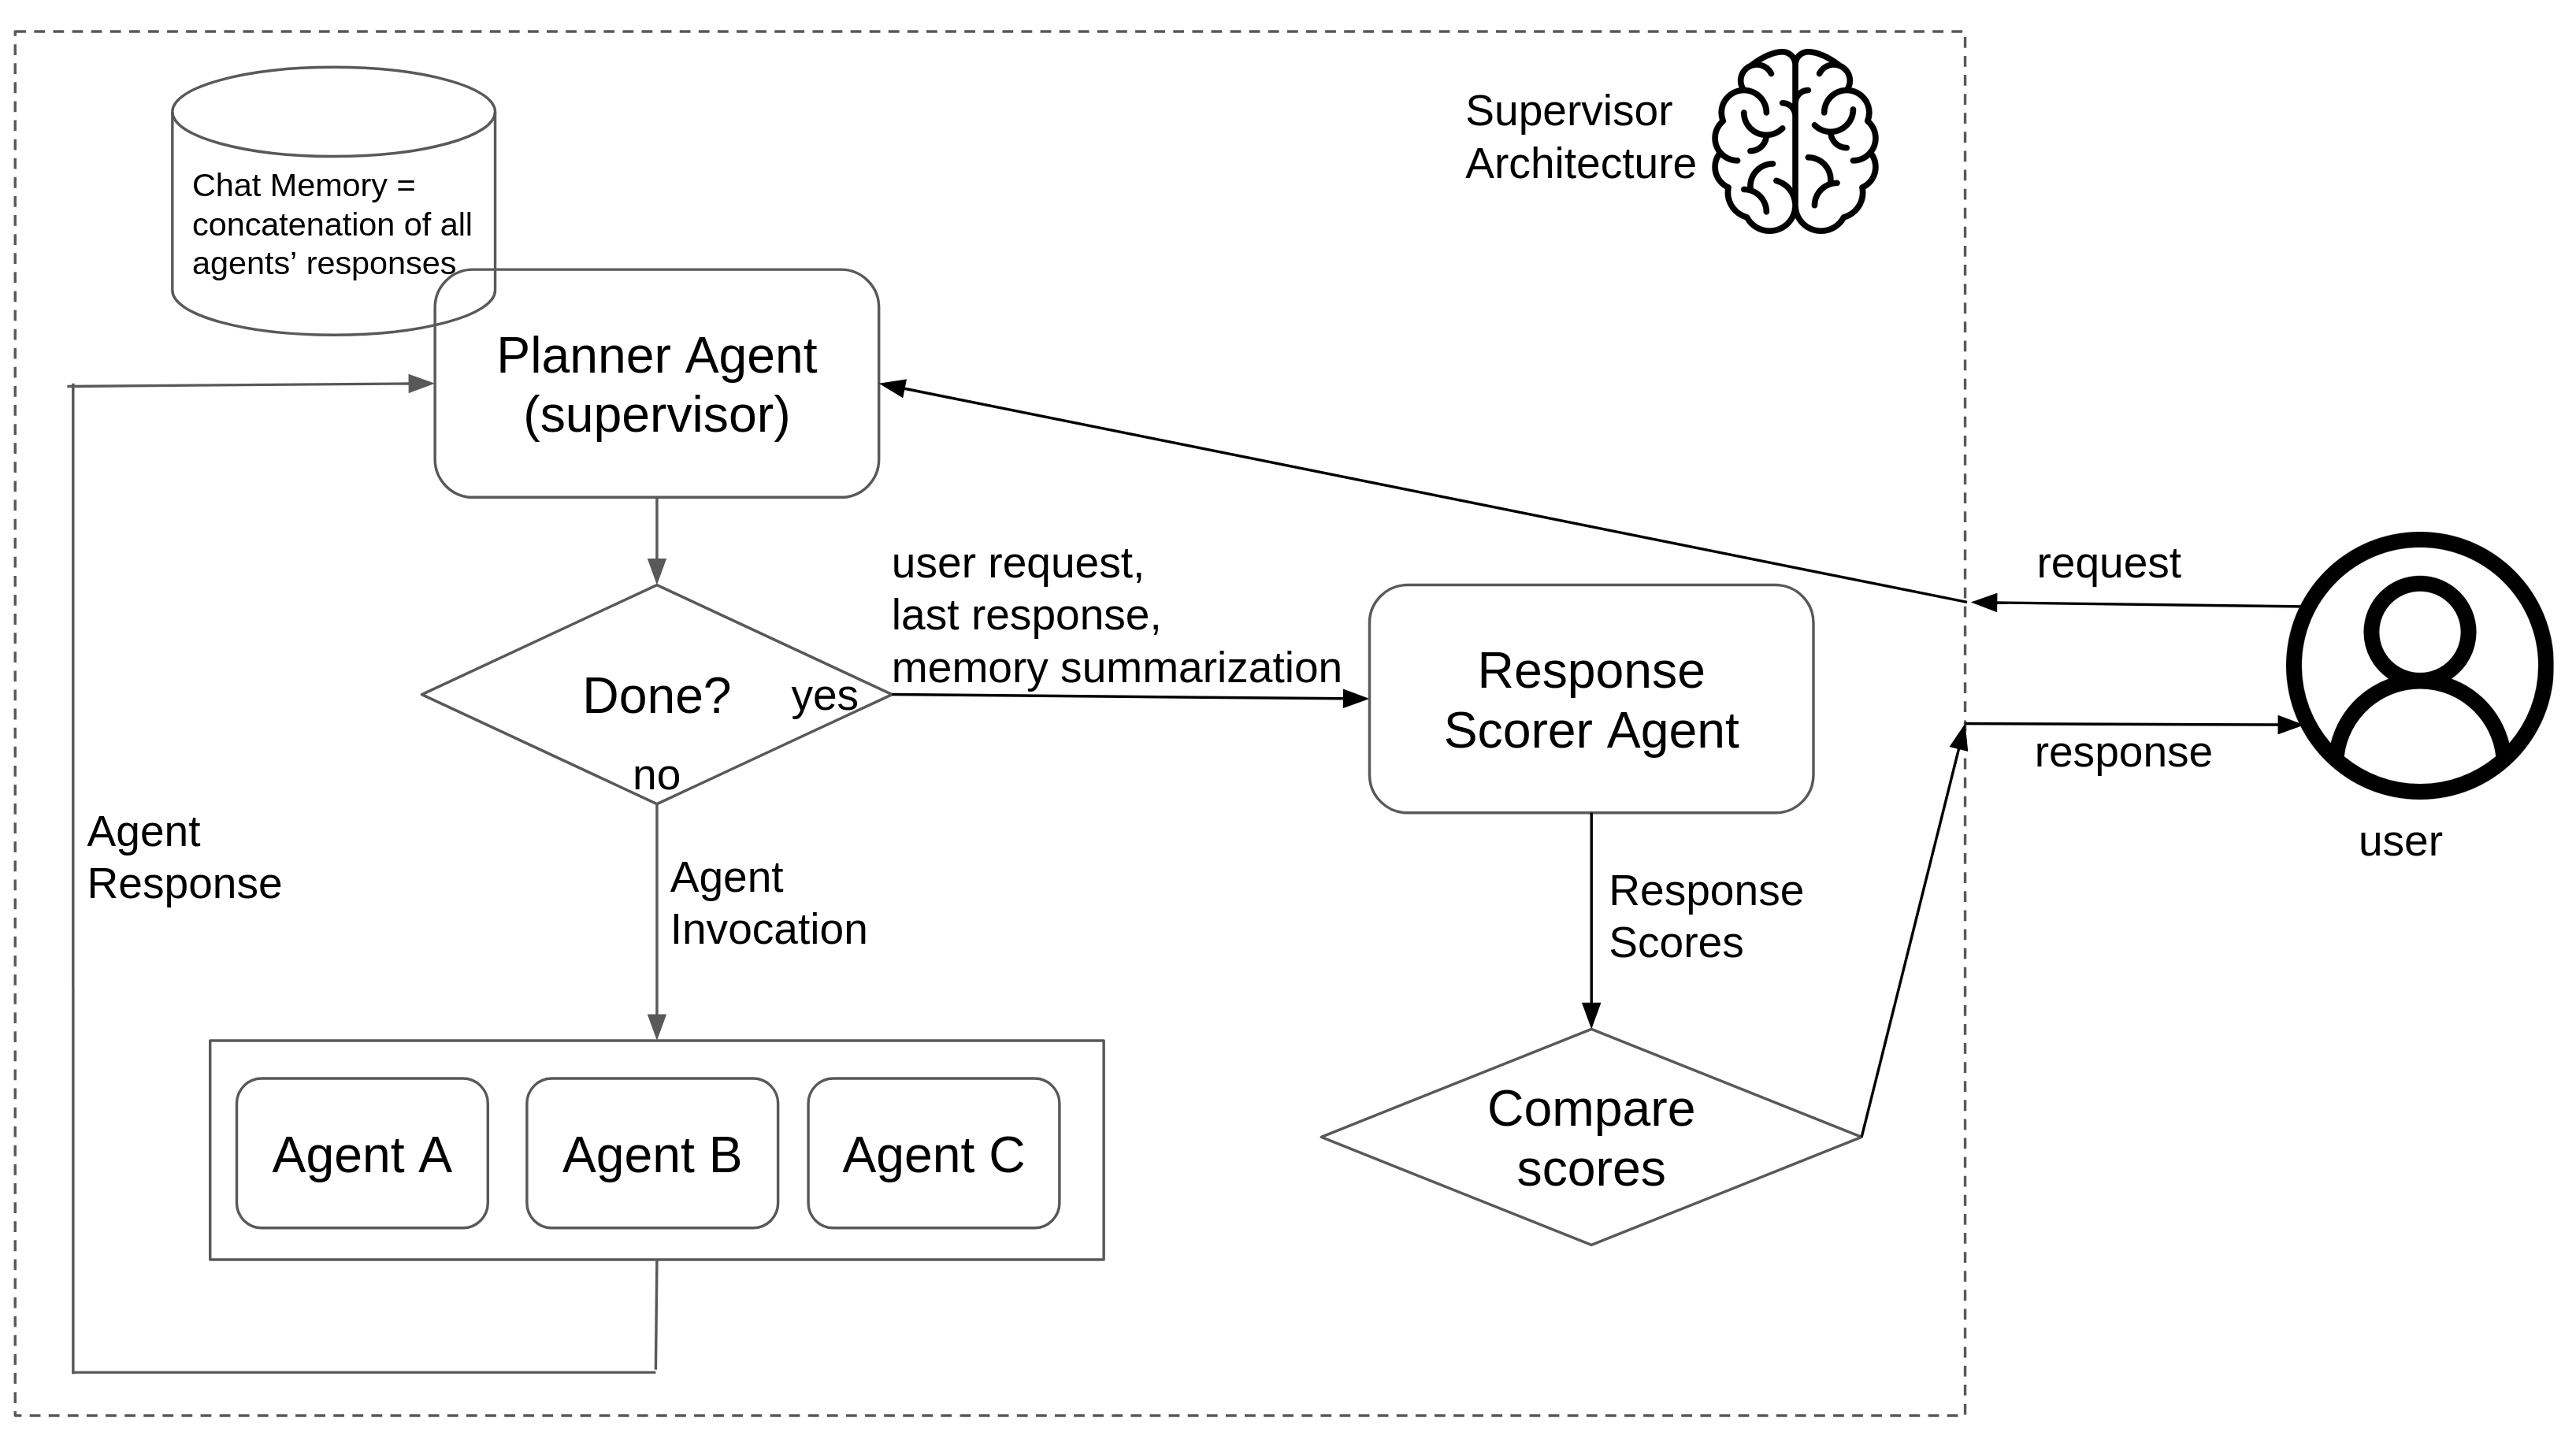 Supervisor
Architecture
Chat Memory =
concatenation of all
agents’ responses
Planner Agent
(supervisor)
request
user request,
last response,
memory summarization
Done?
yes
no
Response
Scorer Agent
response
user
Agent
Response
Agent
Invocation
Response
Scores
Compare
scores
Agent A
Agent B
Agent C